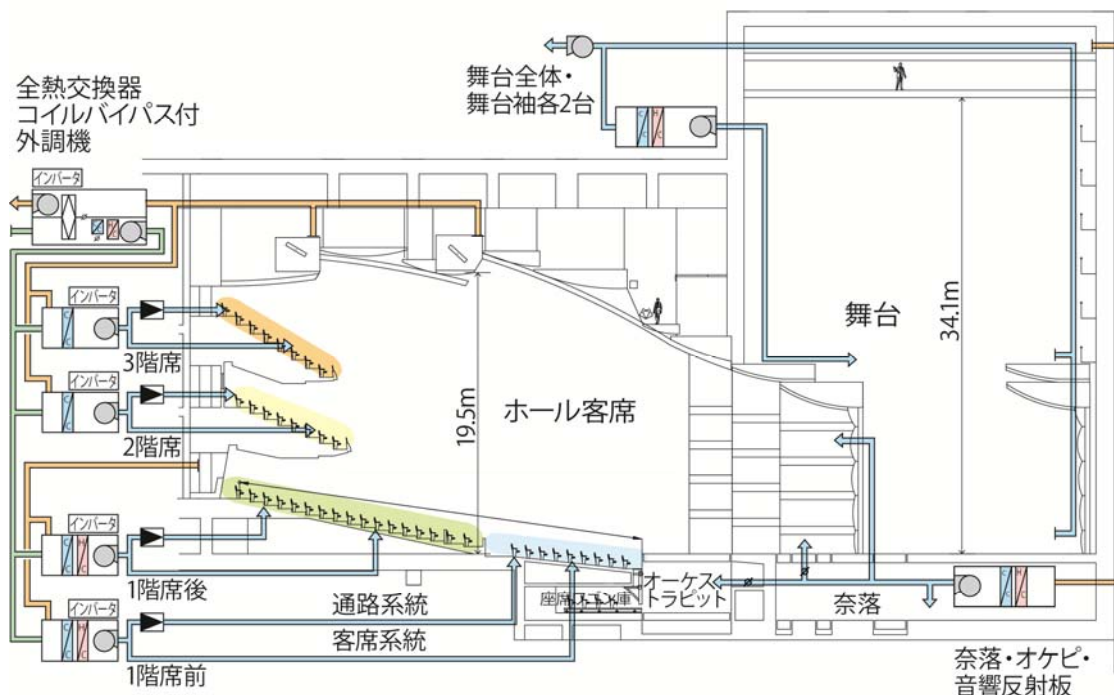 全熱交換器
コイルバイパス付
外調機
インバータ
インバータ
3階席
インバータ
2階席
インバータ
1階席後
インバータ
1階席前
通路系統
客席系統
舞台全体・
舞台袖各2台
ホール客席
19.5m
舞台
34.1m
オーケス
トラピット
奈落
奈落・オケピ・
音響反射板